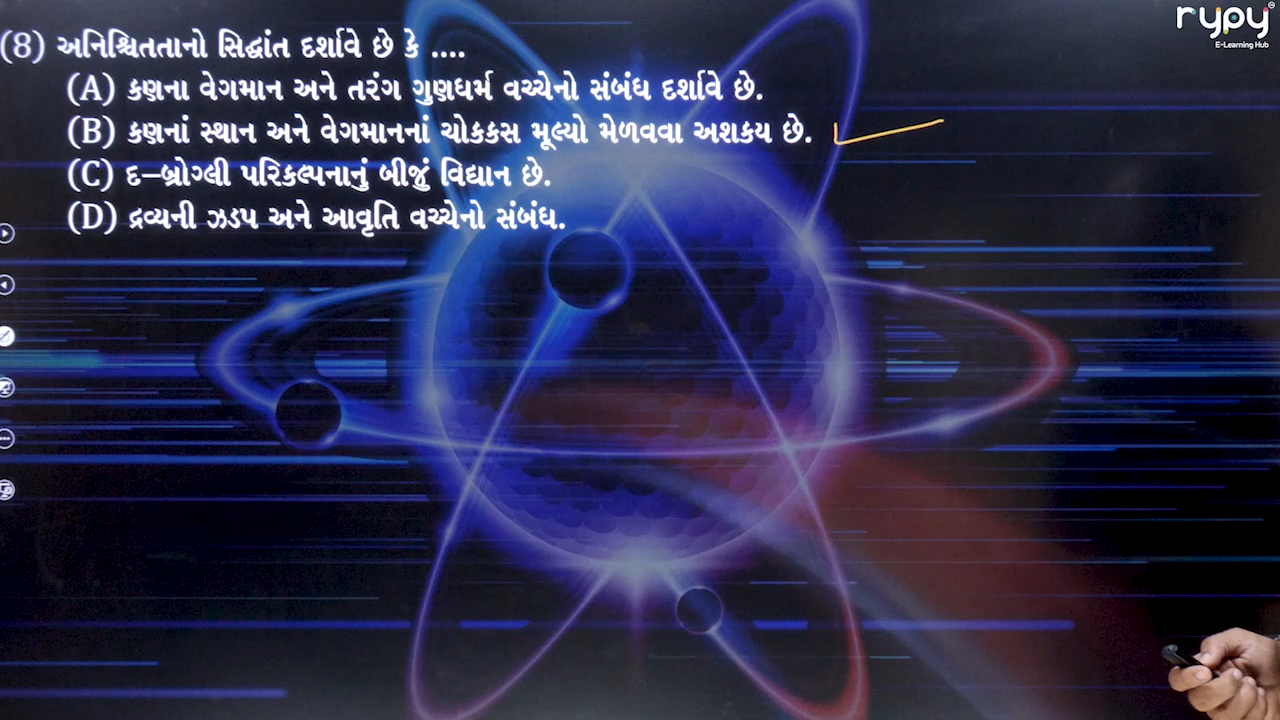 rypy
E-Learning Hub
(8) અનિશ્ચિતતાનો સિદ્ધાંત દર્શાવે છે કે ....
(A) કણના વેગમાન અને તરંગ ગુણધર્મ વચ્ચેનો સંબંધ દર્શાવે છે.
(B) કણનાં સ્થાન અને વેગમાનનાં ચોકકસ મૂલ્યો મેળવવા અશકય છે.
(C) દ–બ્રોગ્લી પરિકલ્પનાનું બીજું વિધાન છે.
(D) દ્રવ્યની ઝડપ અને આવૃતિ વચ્ચેનો સંબંધ.